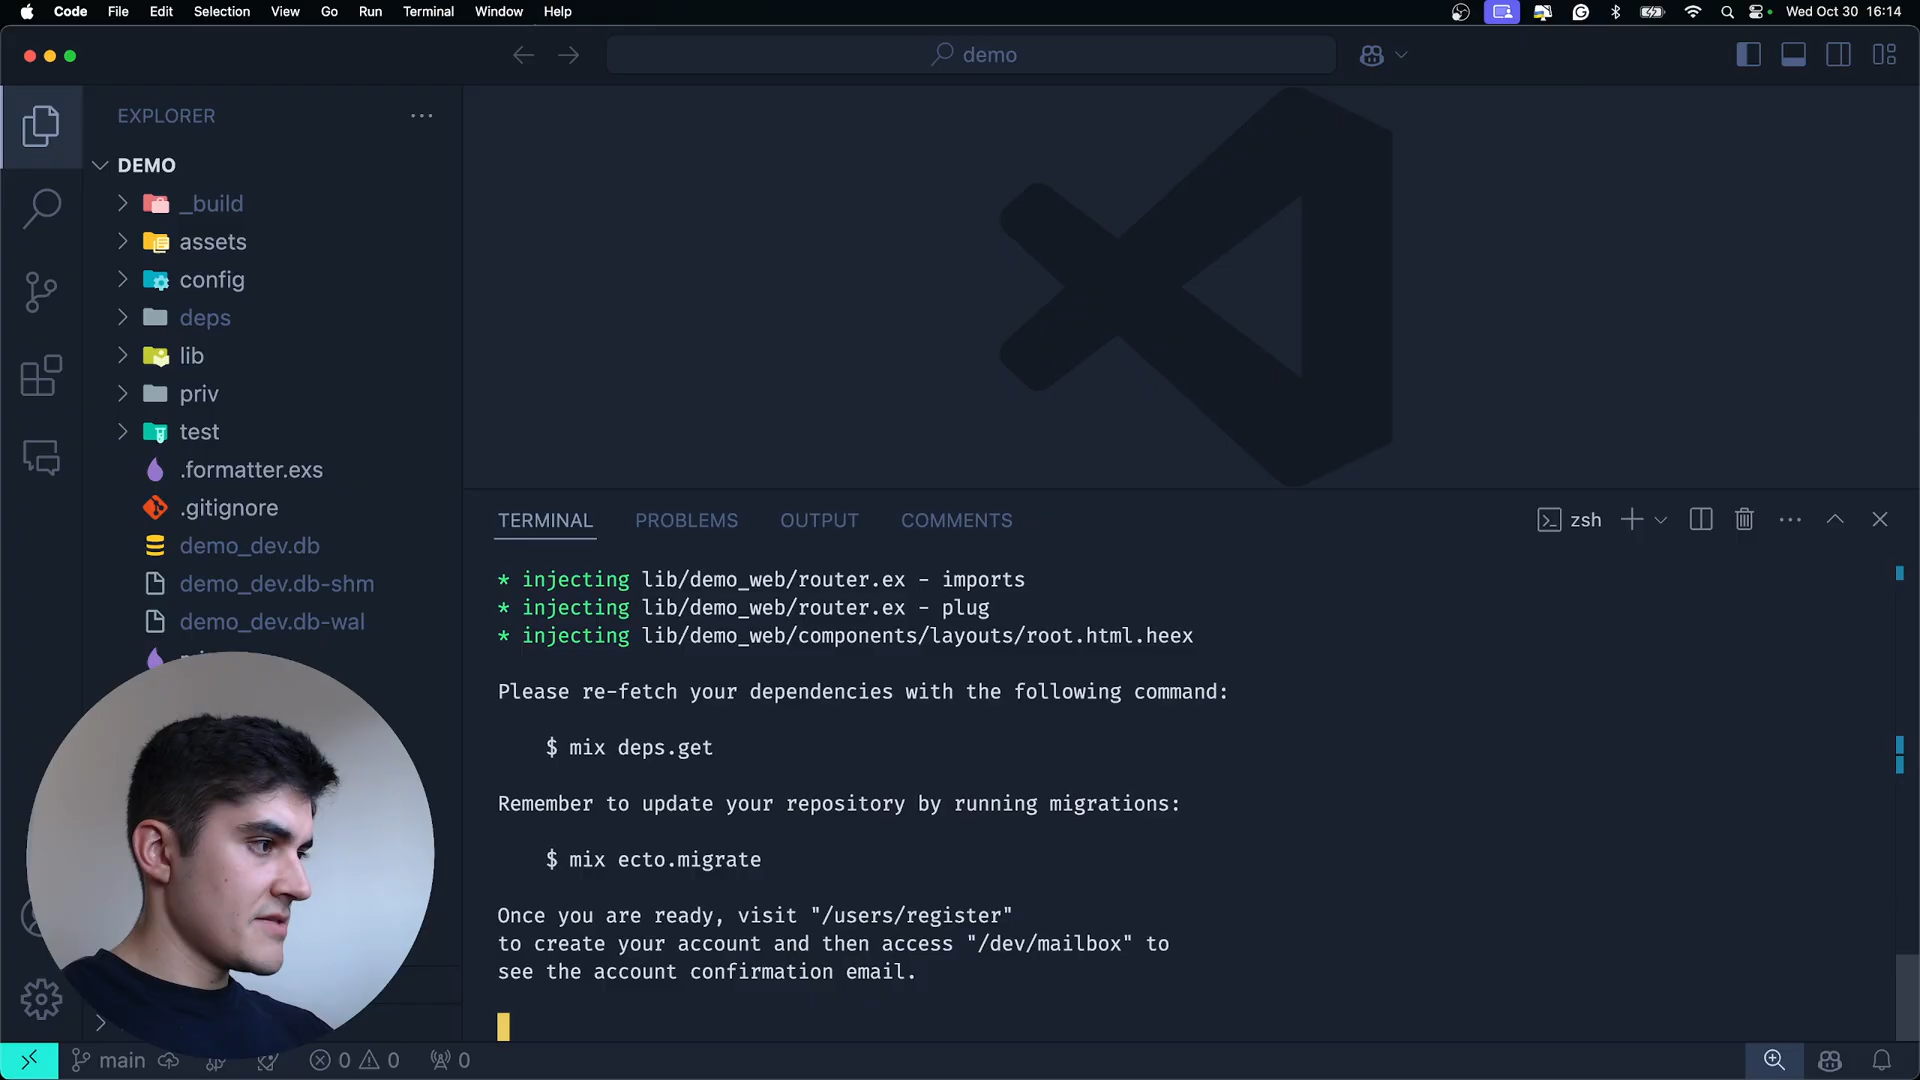 Code File Edit Selection View Go Run Terminal Window Help
Wed Oct 30 16:14
demo
EXPLORER
DEMO
_build
assets
config
deps
lib
priv
test
.formatter.exs
.gitignore
demo_dev.db
demo_dev.db-shm
demo_dev.db-wal
TERMINAL PROBLEMS OUTPUT COMMENTS
zsh
* injecting lib/demo_web/router.ex - imports
* injecting lib/demo_web/router.ex - plug
* injecting lib/demo_web/components/layouts/root.html.heex
Please re-fetch your dependencies with the following command:
$ mix deps.get
Remember to update your repository by running migrations:
$ mix ecto.migrate
Once you are ready, visit "/users/register"
to create your account and then access "/dev/mailbox" to
see the account confirmation email.
main 0 0 0